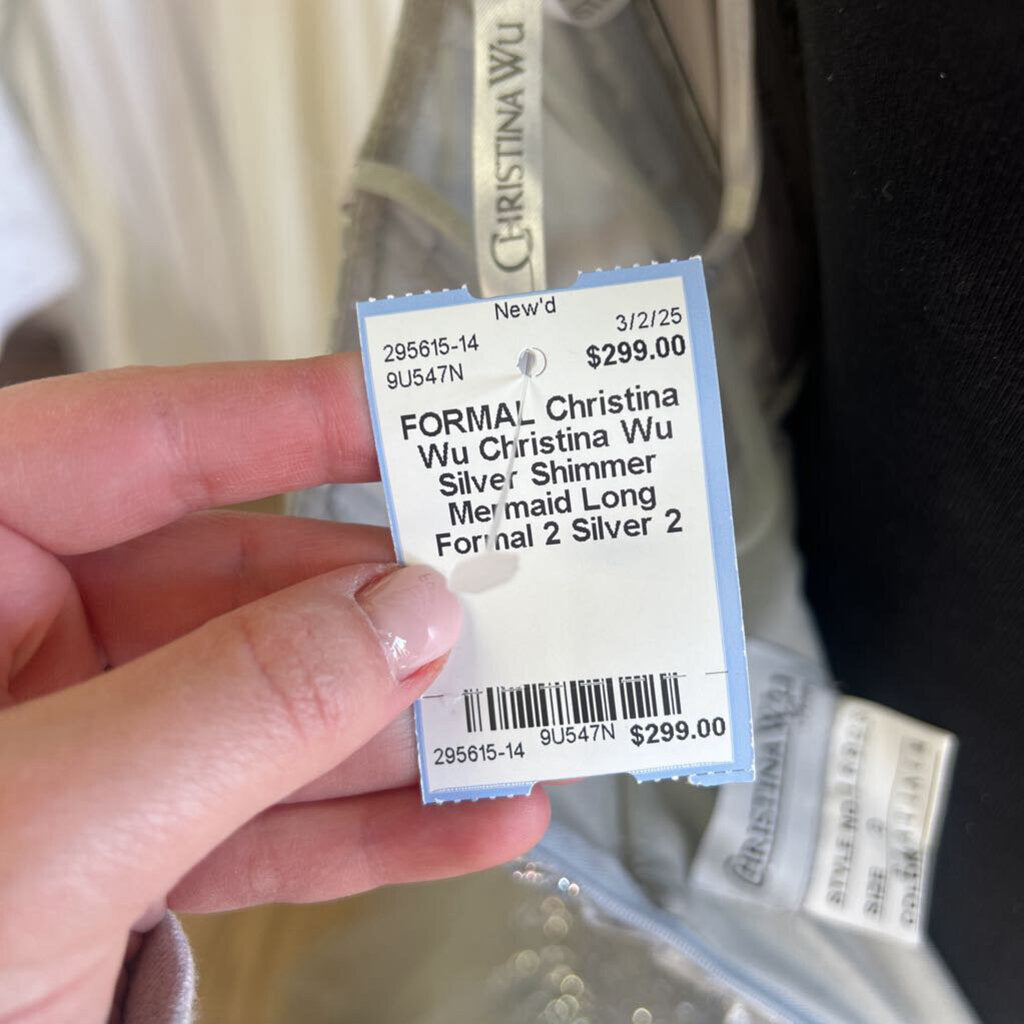 CHRISTINA WU
New'd
295615-14
3/2/25
9U547N
$299.00
FORMAL Christina
Wu Christina Wu
Silver Shimmer
Mermaid Long
Formal 2 Silver 2
295615-14 9U547N $299.00
CHRISTINA WU
STYLE NO
SIZE 2
COLOR